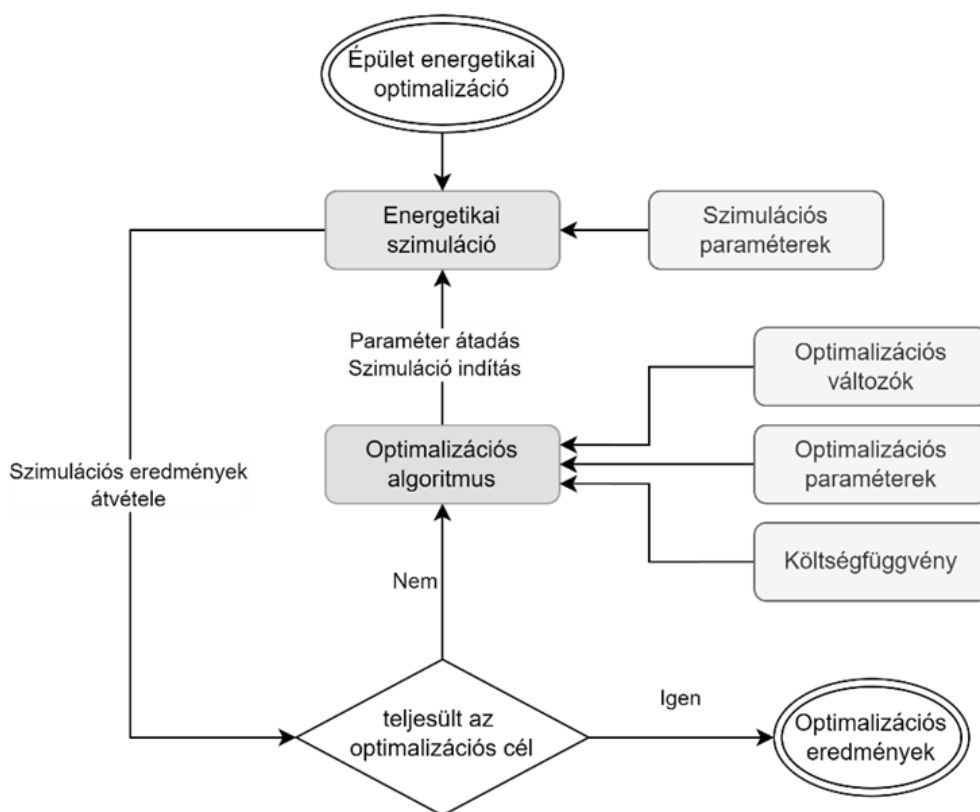 Épület energetikai
optimalizáció
Energetikai
szimuláció
Szimulációs
paraméterek
Paraméter átadás
Szimuláció indítás
Optimalizációs
változók
Optimalizációs
algoritmus
Optimalizációs
paraméterek
Szimulációs eredmények
átvétele
Költségfüggvény
Nem
Igen
teljesült az
optimalizációs cél
Optimalizációs
eredmények